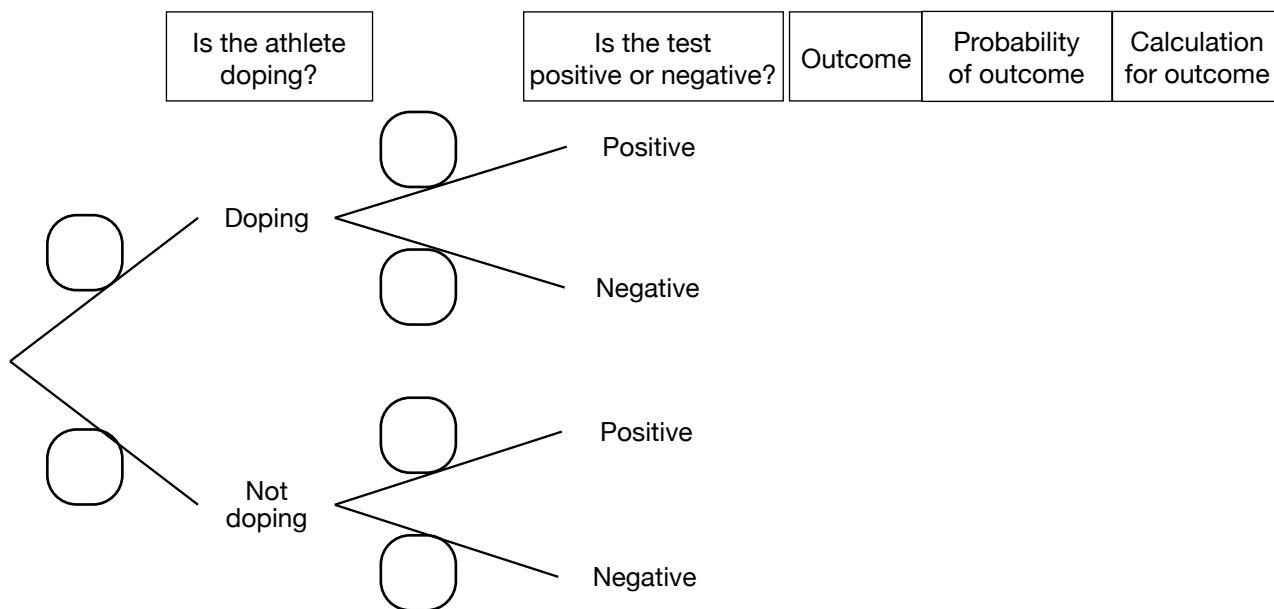 Is the athlete
doping?
Is the test
positive or negative?
Outcome
Probability
of outcome
Calculation
for outcome
Positive
Doping
Negative
Positive
Not
doping
Negative